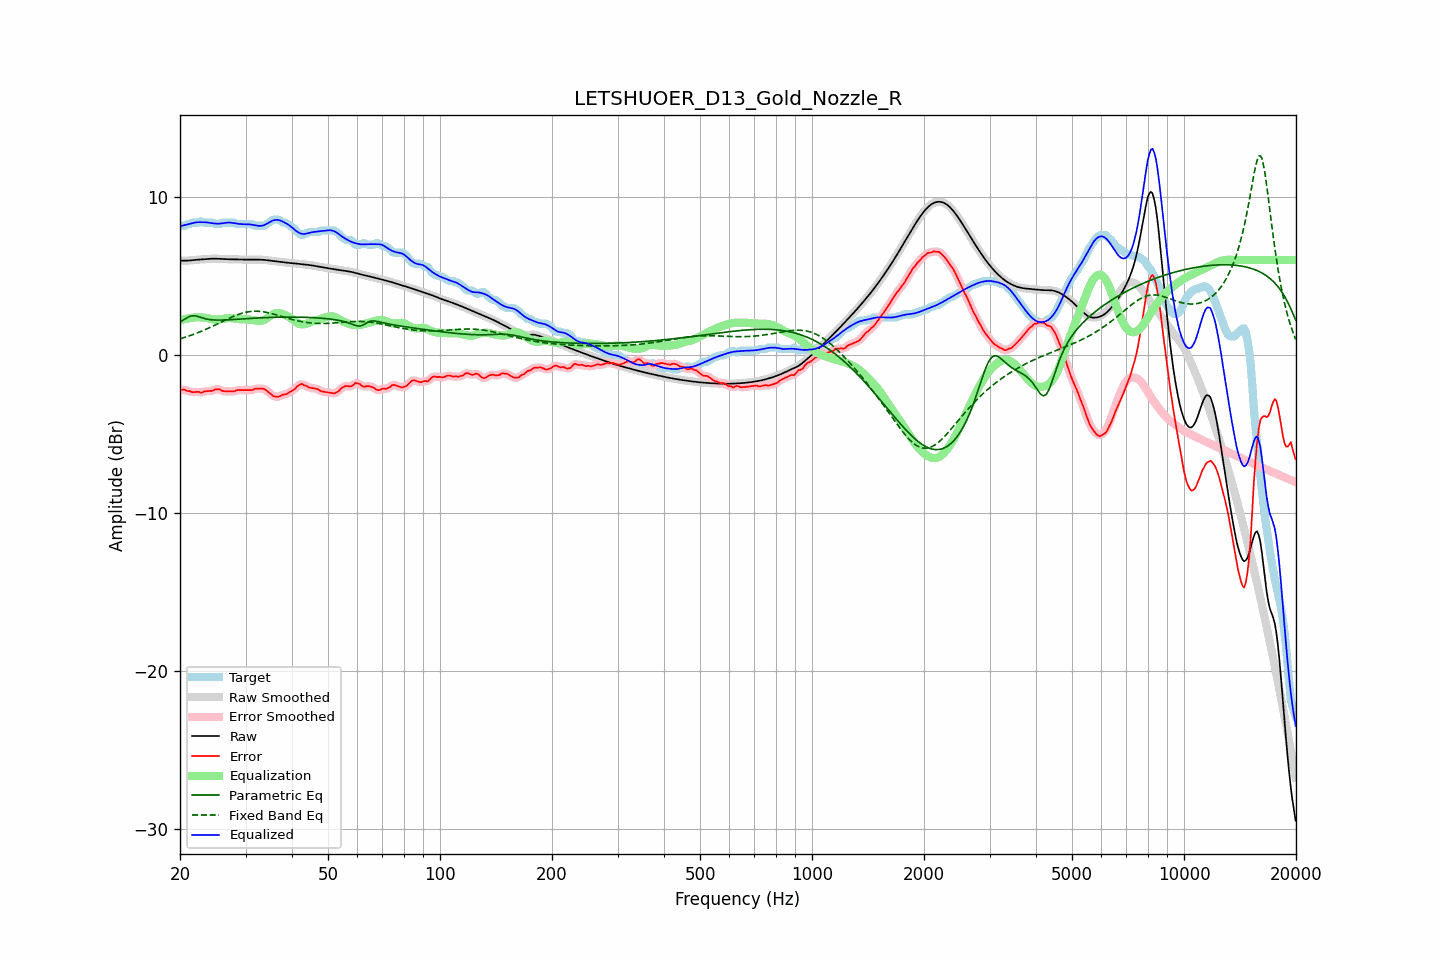 LETSHUOER_D13_Gold_Nozzle_R
Amplitude (dBr)
10
0
−10
−20
−30
Target
Raw Smoothed
Error Smoothed
Raw
Error
Equalization
Parametric Eq
Fixed Band Eq
Equalized
20 50 100 200 500 1000 2000 5000 10000 20000
Frequency (Hz)